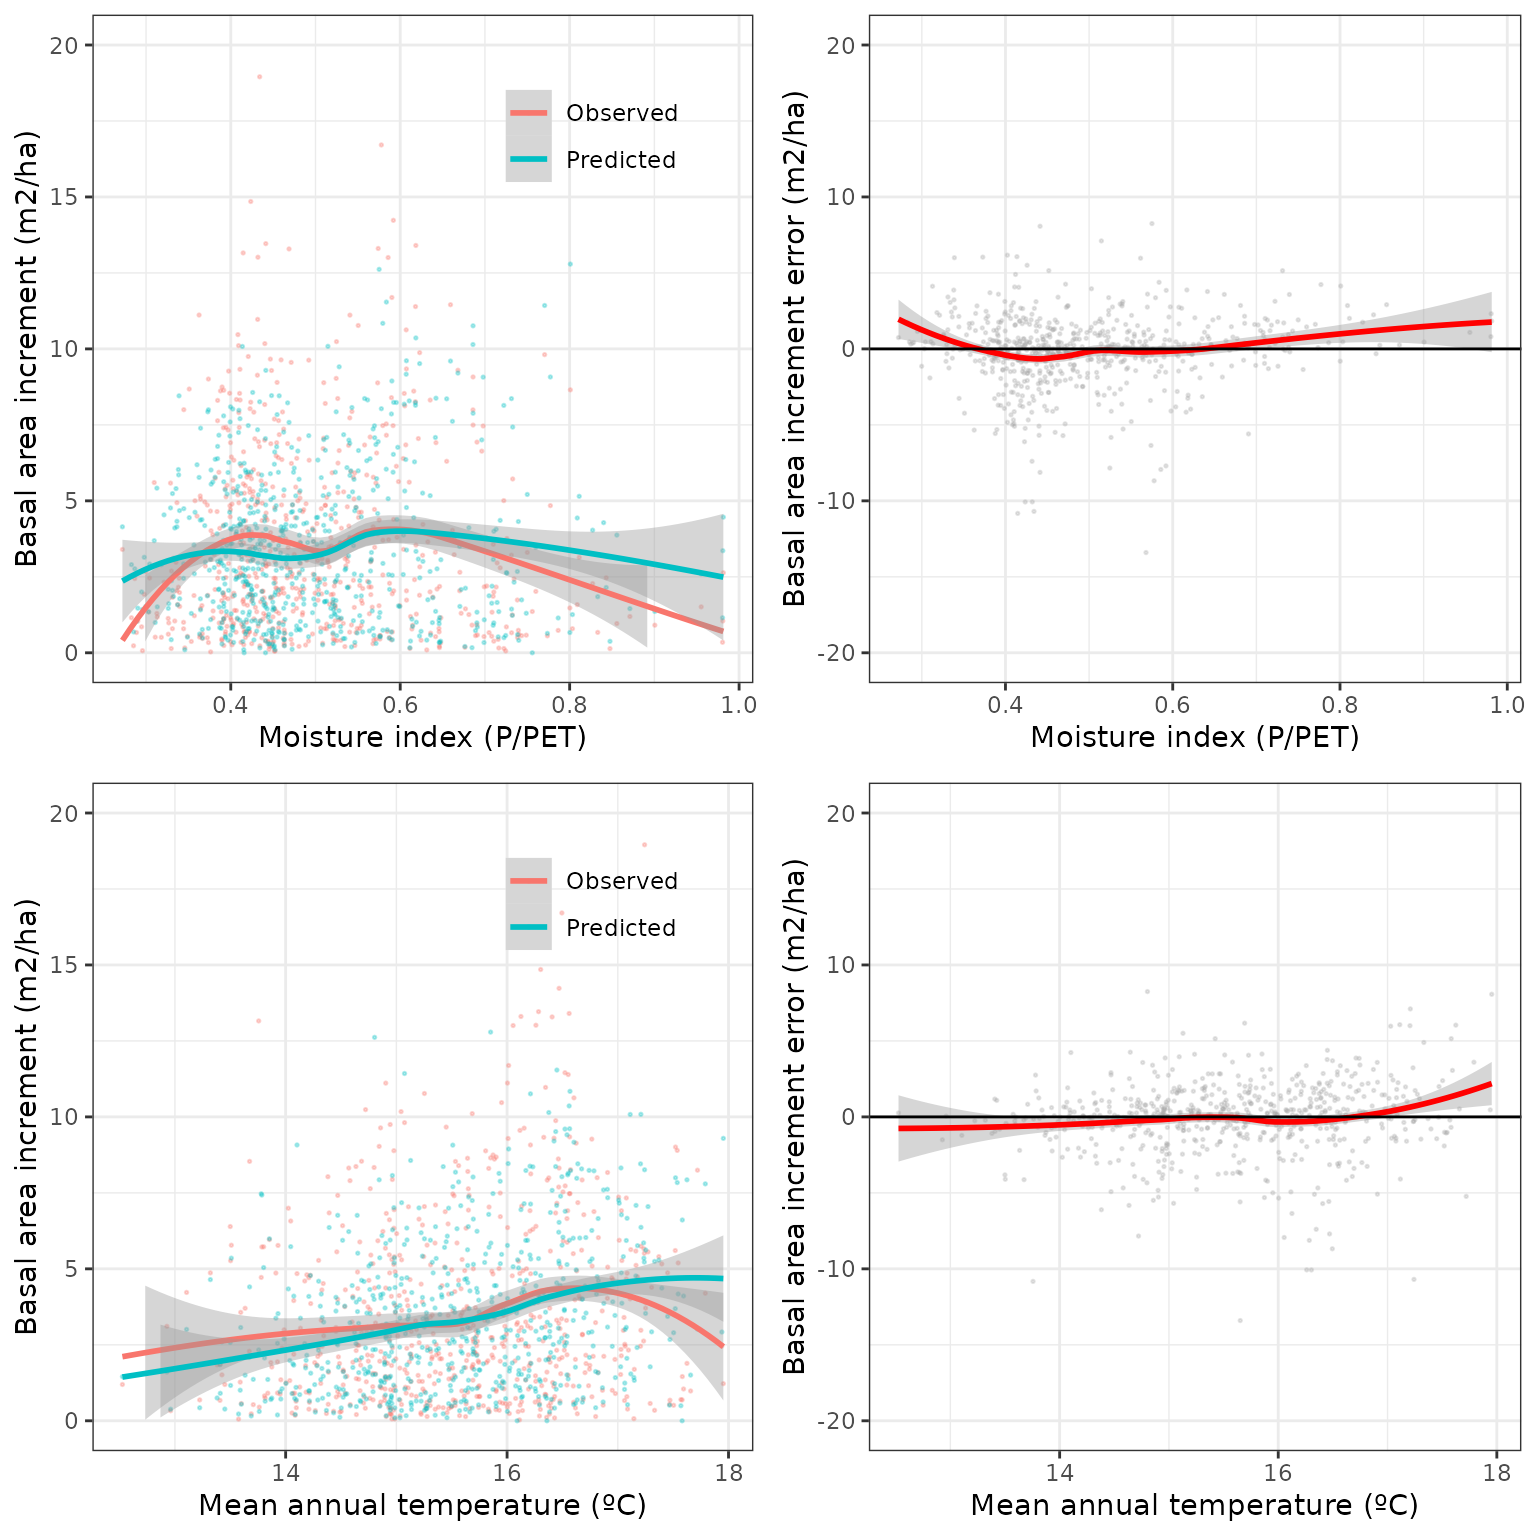 Basal area increment (m2/ha)
20
15
10
5
0
Observed
Predicted
0.4
0.6
0.8
1.0
Moisture index (P/PET)
Basal area increment error (m2/ha)
20
10
0
-10
-20
0.4
0.6
0.8
1.0
Moisture index (P/PET)
Basal area increment (m2/ha)
20
15
10
5
0
Observed
Predicted
14
16
18
Mean annual temperature (ºC)
Basal area increment error (m2/ha)
20
10
0
-10
-20
14
16
18
Mean annual temperature (ºC)